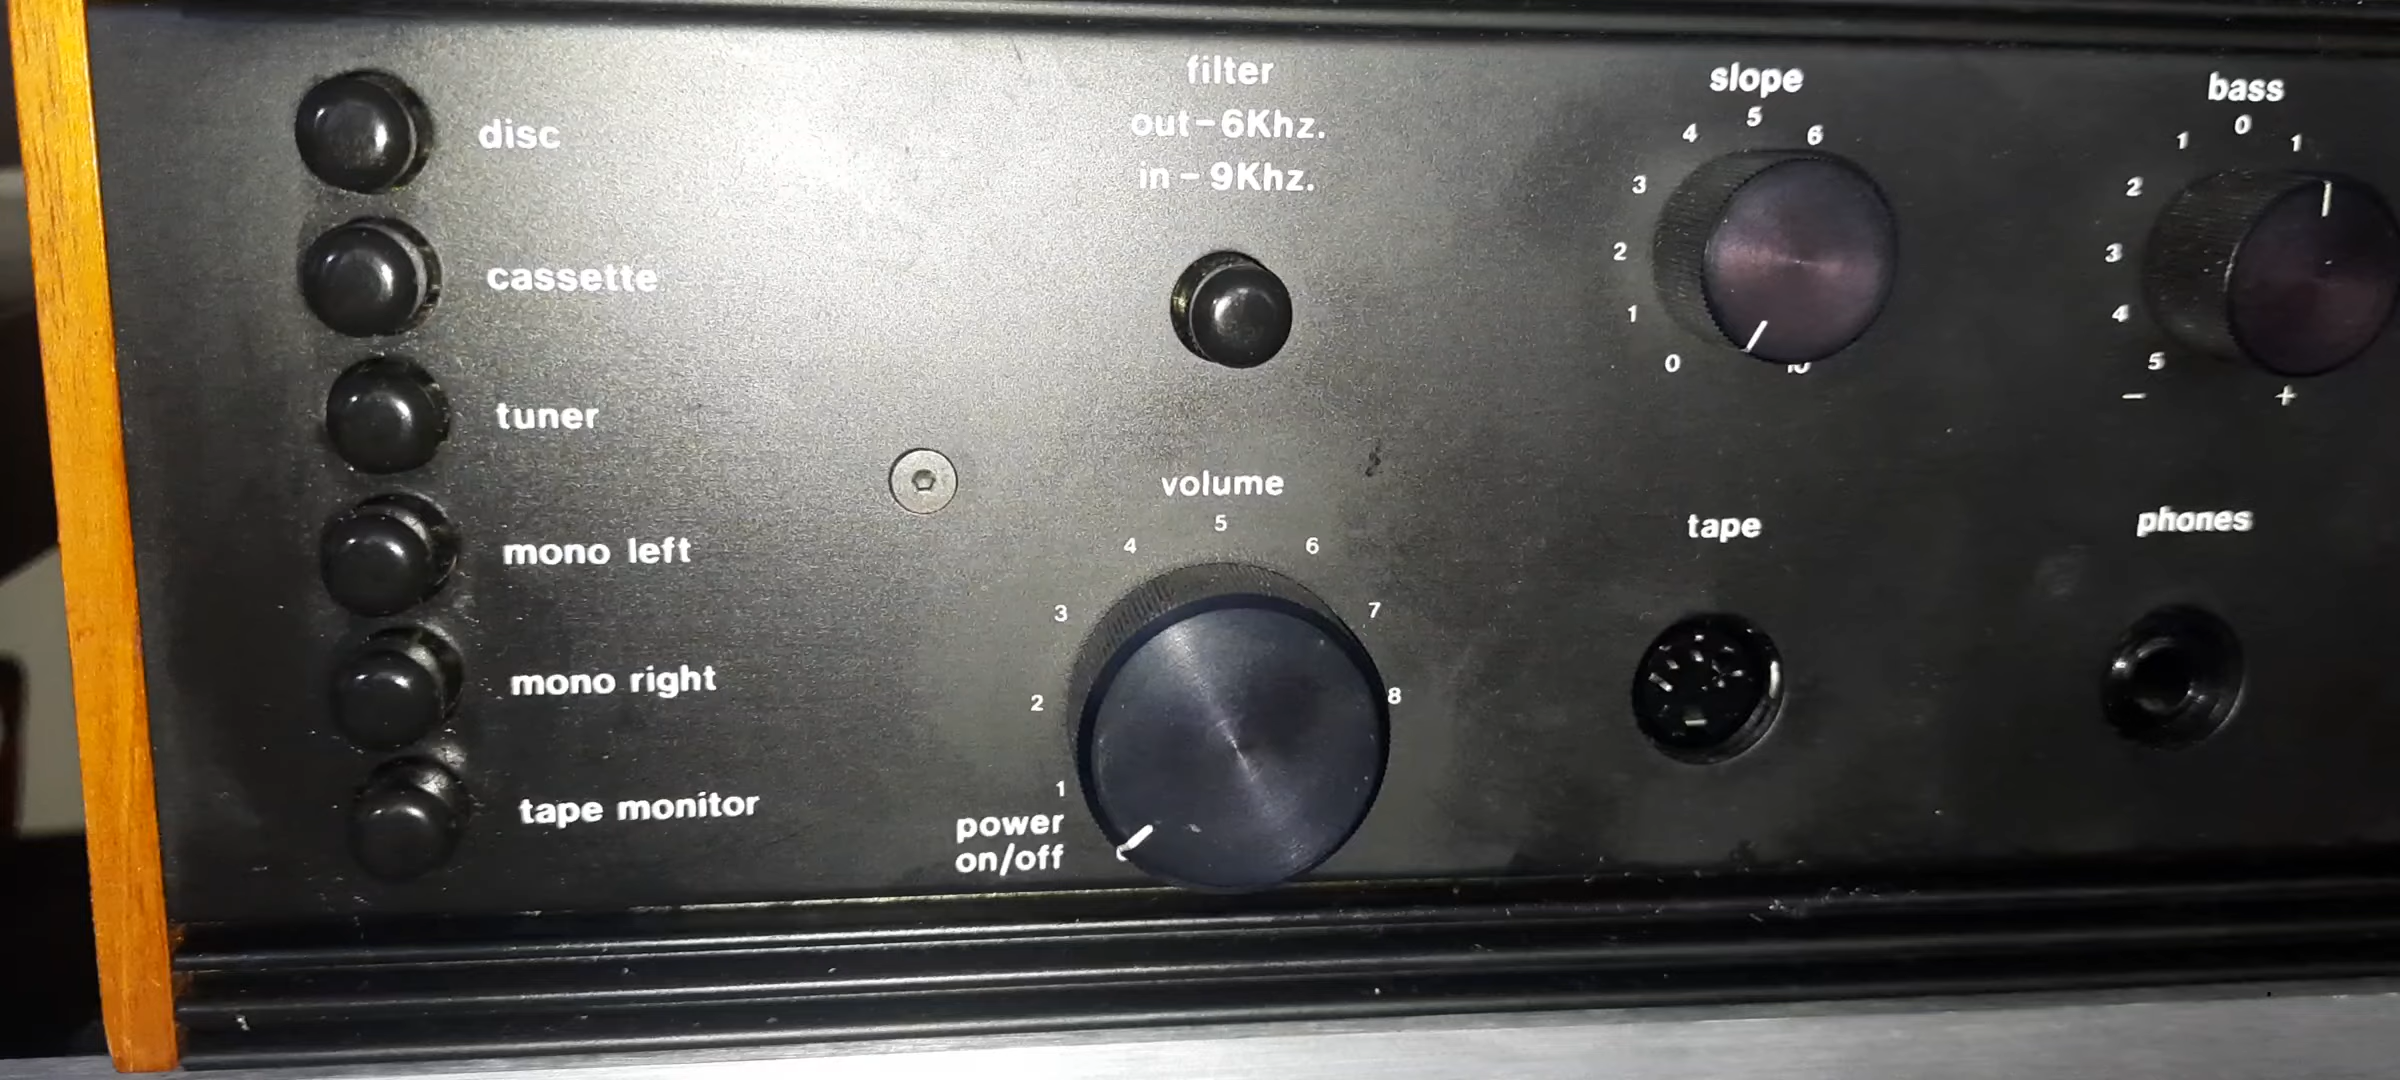 disc
cassette
tuner
mono left
mono right
tape monitor
filter
out-6Khz.
in-9Khz.
volume
5
4 6
3 7
2 8
1
power
on/off
slope
5
4 6
3
2
1
0 10
bass
0
1 1
2
3
4
5
- +
tape
phones